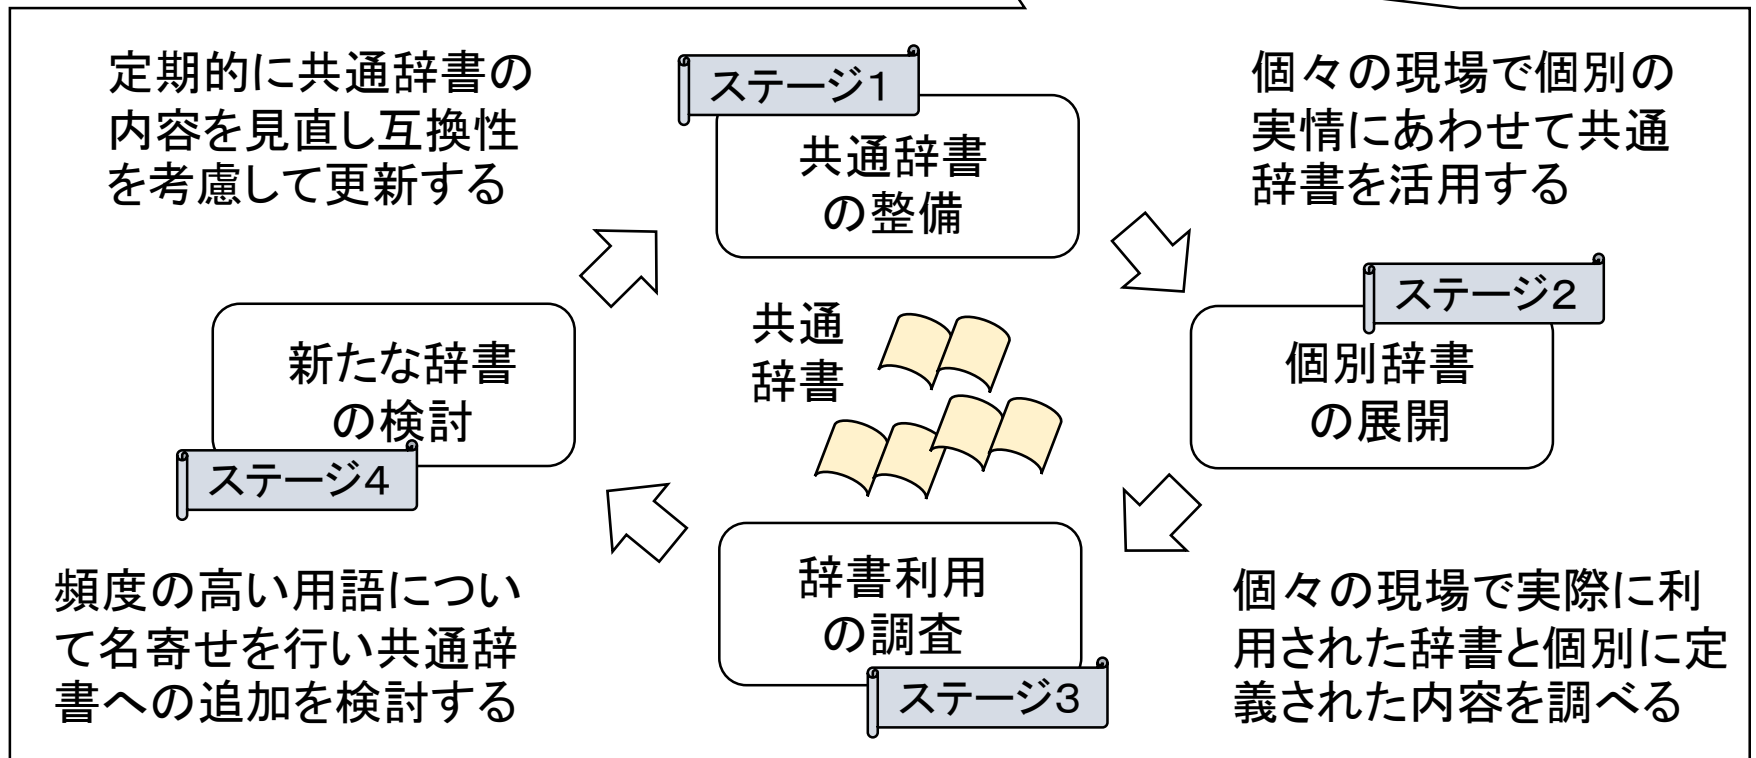 定期的に共通辞書の
内容を見直し互換性
を考慮して更新する
ステージ1
共通辞書
の整備
個々の現場で個別の
実情にあわせて共通
辞書を活用する
ステージ2
個別辞書
の展開
共通
辞書
新たな辞書
の検討
ステージ4
辞書利用
の調査
ステージ3
頻度の高い用語につい
て名寄せを行い共通辞
書への追加を検討する
個々の現場で実際に利
用された辞書と個別に定
義された内容を調べる